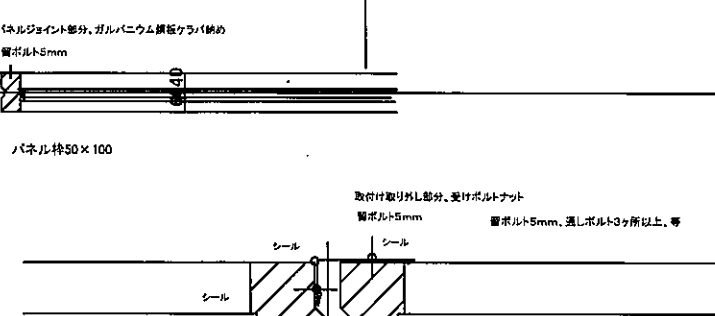 パネルジョイント部分、ガルバニウム鋼板ケラバ納め
留ボルト5mm
40
パネル枠50×100
取付け取り外し部分、受けボルトナット
留ボルト5mm
留ボルト5mm、通しボルト3ヶ所以上、等
シール
シール
シール